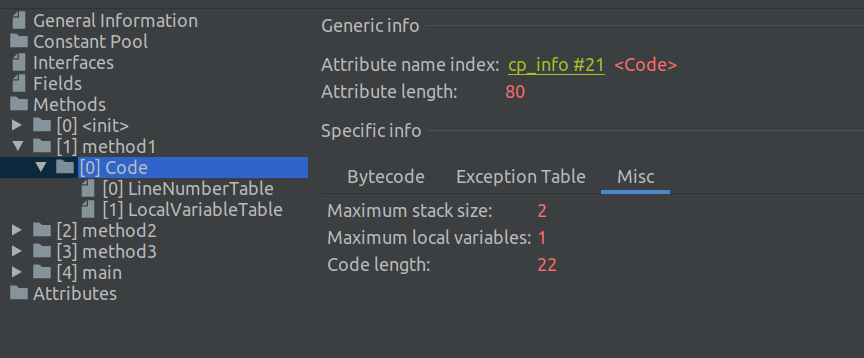 General Information
Constant Pool
Interfaces
Fields
Methods
[0] <init>
[1] method1
[0] Code
[0] LineNumberTable
[1] LocalVariableTable
[2] method2
[3] method3
[4] main
Attributes
Generic info
Attribute name index: cp_info #21 <Code>
Attribute length: 80
Specific info
Bytecode Exception Table Misc
Maximum stack size: 2
Maximum local variables: 1
Code length: 22